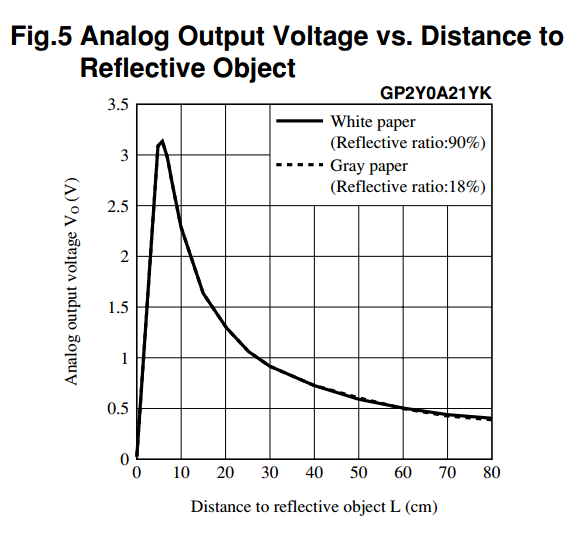 Fig.5 Analog Output Voltage vs. Distance to
Reflective Object
GP2Y0A21YK
White paper
(Reflective ratio:90%)
Gray paper
(Reflective ratio:18%)
3.5
3
2.5
2
1.5
1
0.5
0
Analog output voltage VO (V)
0 10 20 30 40 50 60 70 80
Distance to reflective object L (cm)